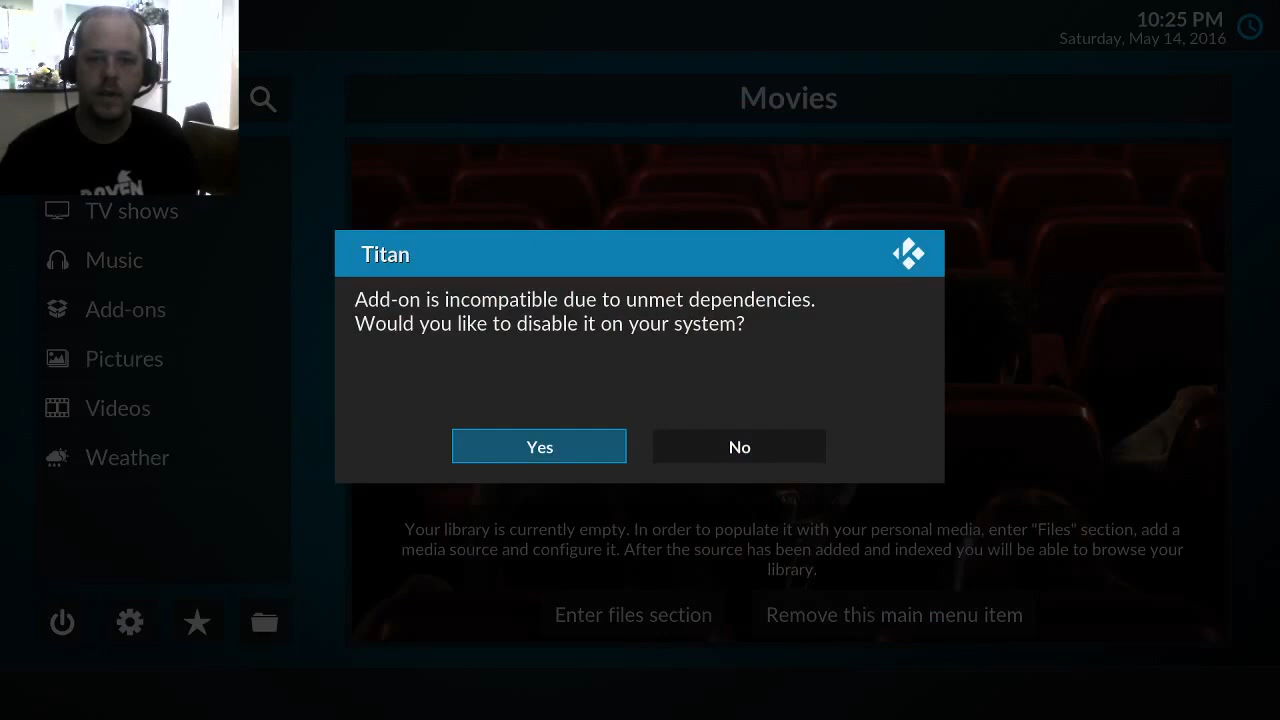 10:25 PM
Saturday, May 14, 2016
Movies
TV shows
Music
Add-ons
Pictures
Videos
Weather
Titan
Add-on is incompatible due to unmet dependencies.
Would you like to disable it on your system?
Yes
No
Your library is currently empty. In order to populate it with your personal media, enter "Files" section, add a
media source and configure it. After the source has been added and indexed you will be able to browse your
library.
Enter files section
Remove this main menu item